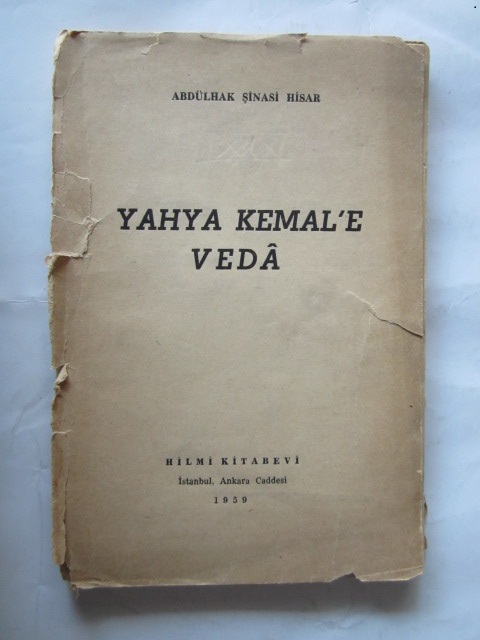 ABDÜLHAK ŞİNASİ HİSAR
YAHYA KEMAL'E
VEDÂ
HİLMİ KİTABEVİ
İstanbul, Ankara Caddesi
1959